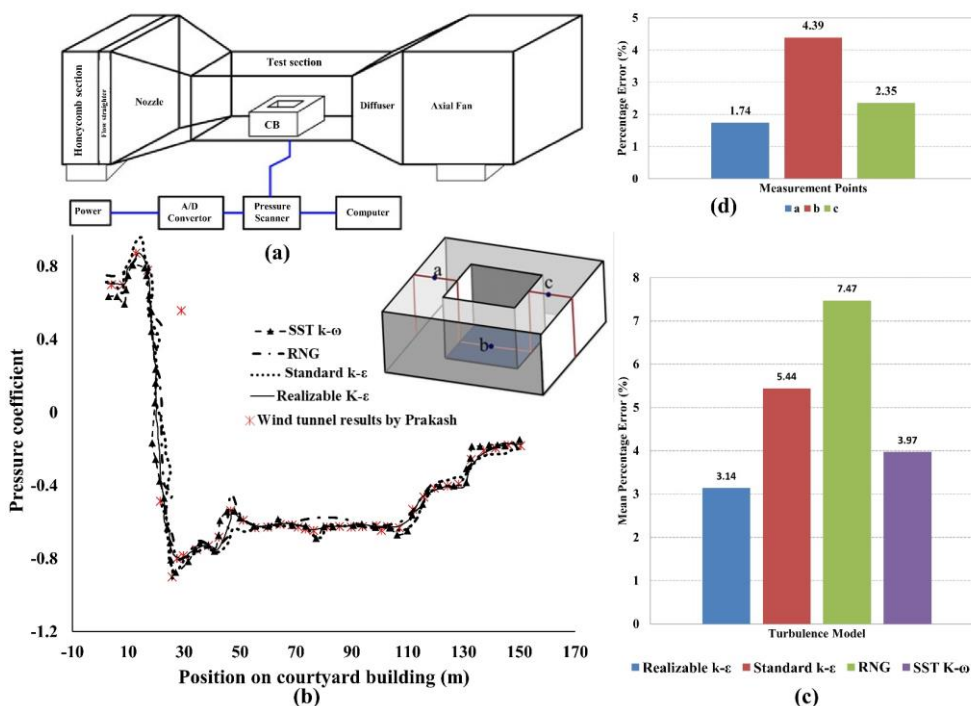 Honeycomb section
Flow straighter
Nozzle
Test section
CB
Diffuser
Axial Fan
Power
A/D
Convertor
Pressure
Scanner
Computer
(a)
Pressure coefficient
0.8
0.4
0
-0.4
-0.8
-1.2
-10 10 30 50 70 90 110 130 150 170
Position on courtyard building (m)
(b)
SST k-ω
RNG
Standard k-ε
Realizable K-ε
Wind tunnel results by Prakash
a
b
c
Percentage Error (%)
5
4
3
2
1
0
1.74
4.39
2.35
Measurement Points
(d)
a b c
Mean Percentage Error (%)
8
7
6
5
4
3
2
1
0
3.14
5.44
7.47
3.97
Turbulence Model
Realizable k-ε Standard k-ε RNG SST K-ω
(c)